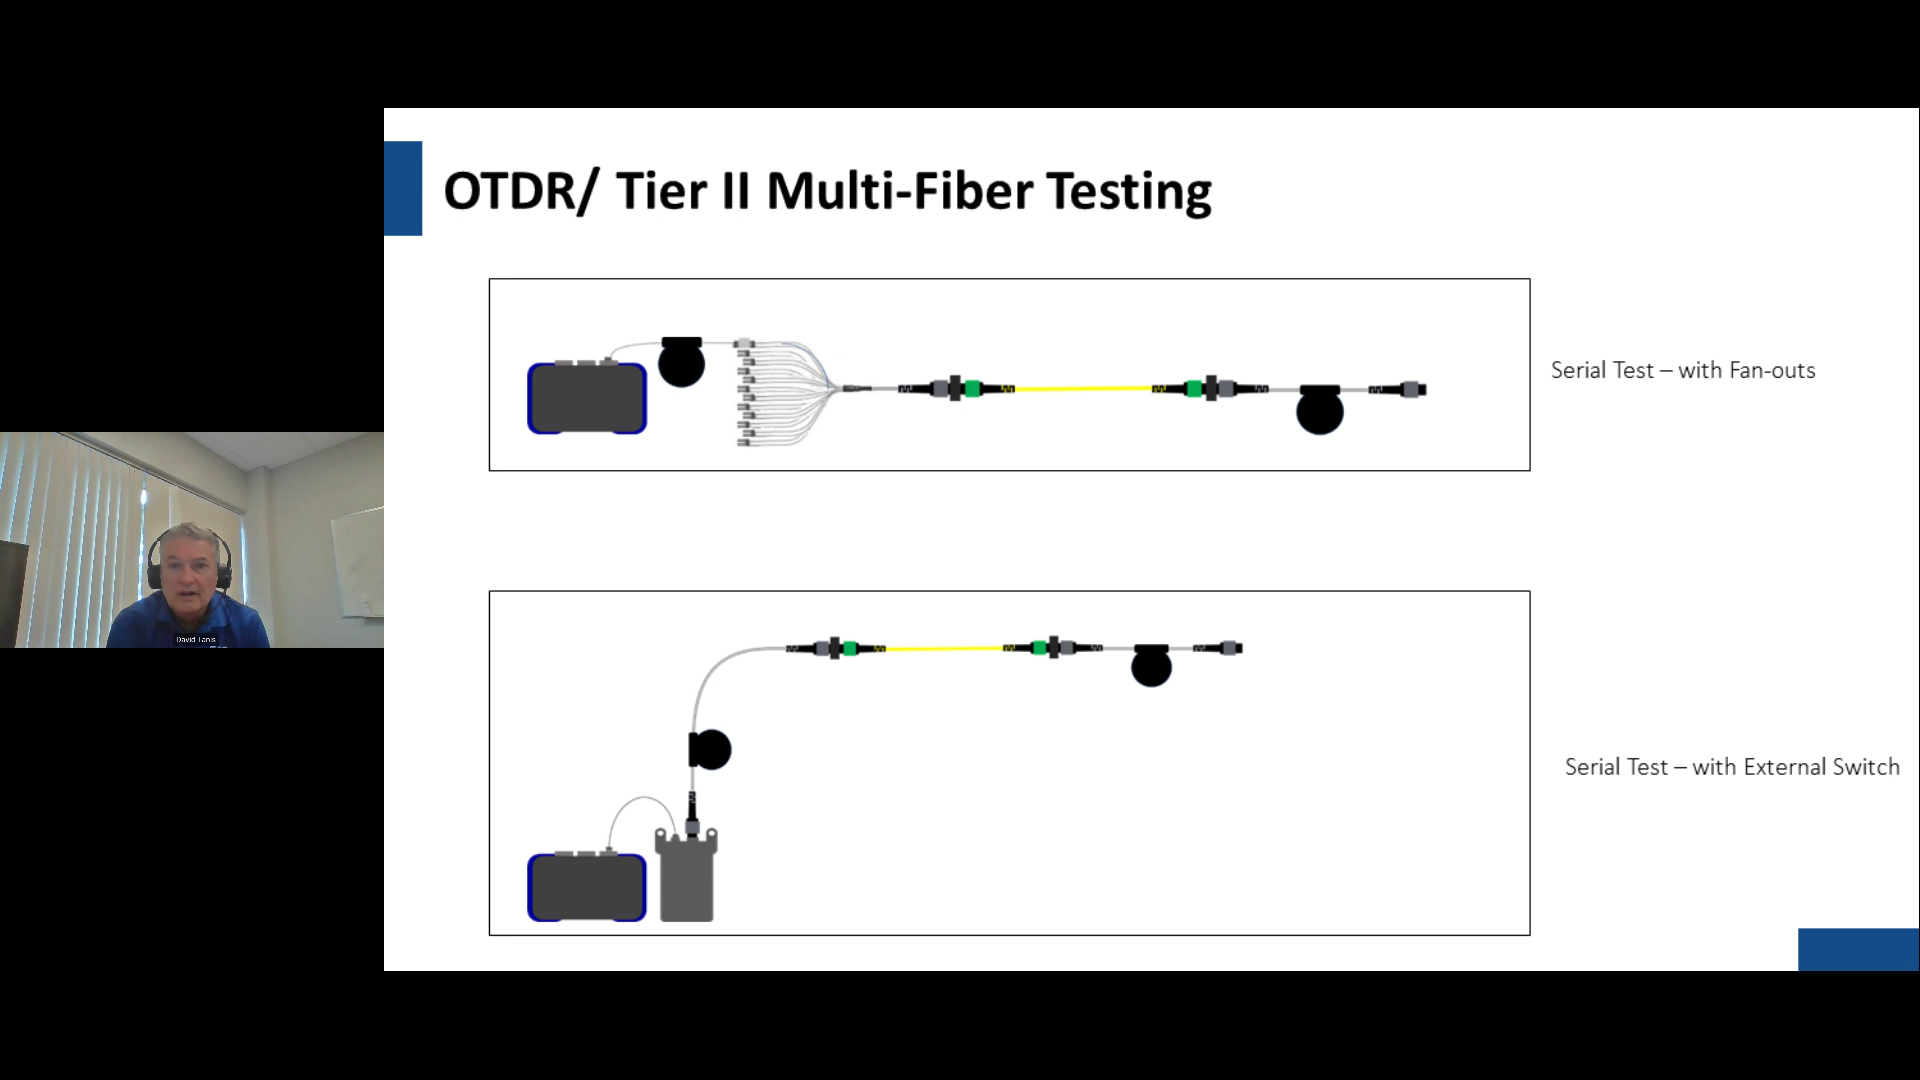 OTDR/ Tier II Multi-Fiber Testing
Serial Test – with Fan-outs
Serial Test – with External Switch
David Tanis